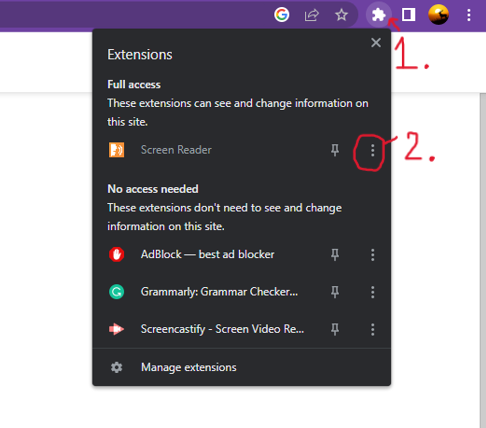 1.
Extensions
Full access
These extensions can see and change information on
this site.
Screen Reader
2.
No access needed
These extensions don't need to see and change
information on this site.
AdBlock — best ad blocker
Grammarly: Grammar Checker...
Screencastify - Screen Video Re...
Manage extensions